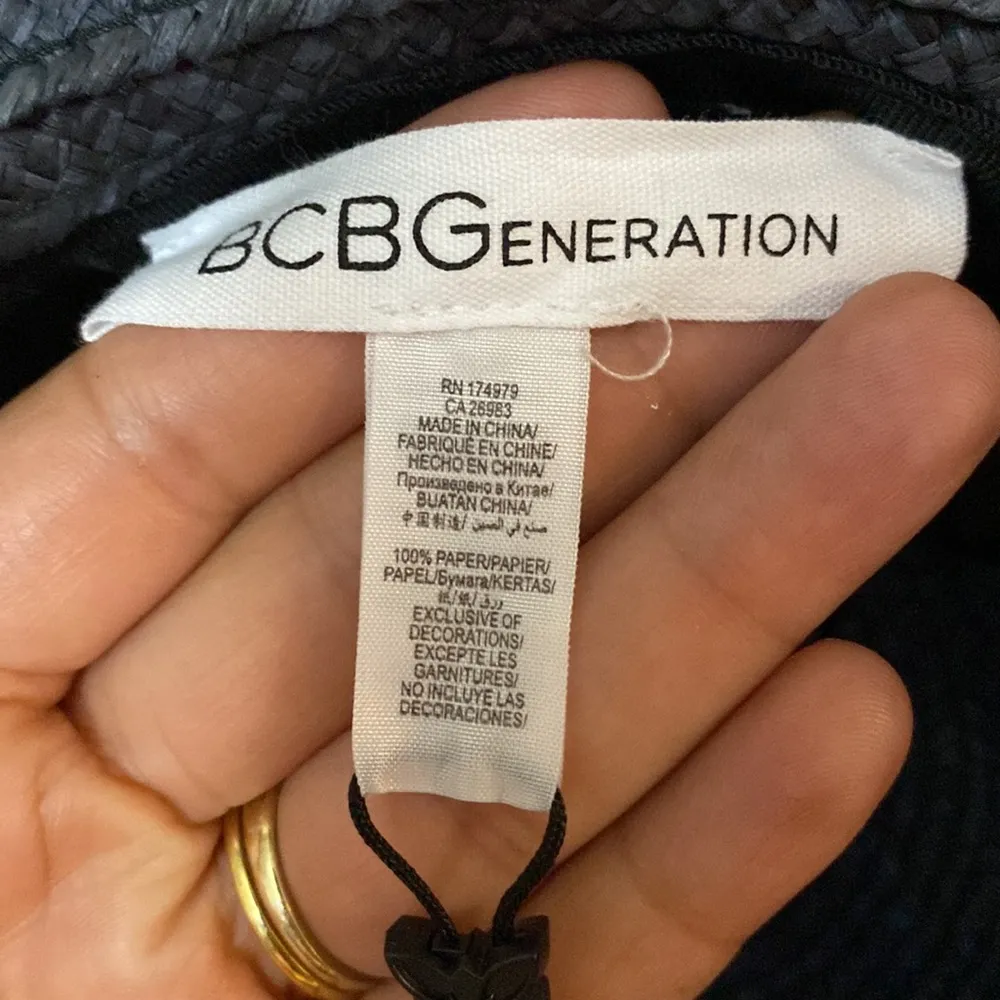 BCBGENERATION
RN 174979
CA 26983
MADE IN CHINA/
FABRIQUÉ EN CHINE/
HECHO EN CHINA/
Произведено в Китае/
BUATAN CHINA/
中国制造/ صنع في الصين/
100% PAPER/PAPIER/
PAPEL/Бумага/KERTAS/
纸/紙/ورق/
EXCLUSIVE OF
DECORATIONS/
EXCEPTE LES
GARNITURES/
NO INCLUYE LAS
DECORACIONES/